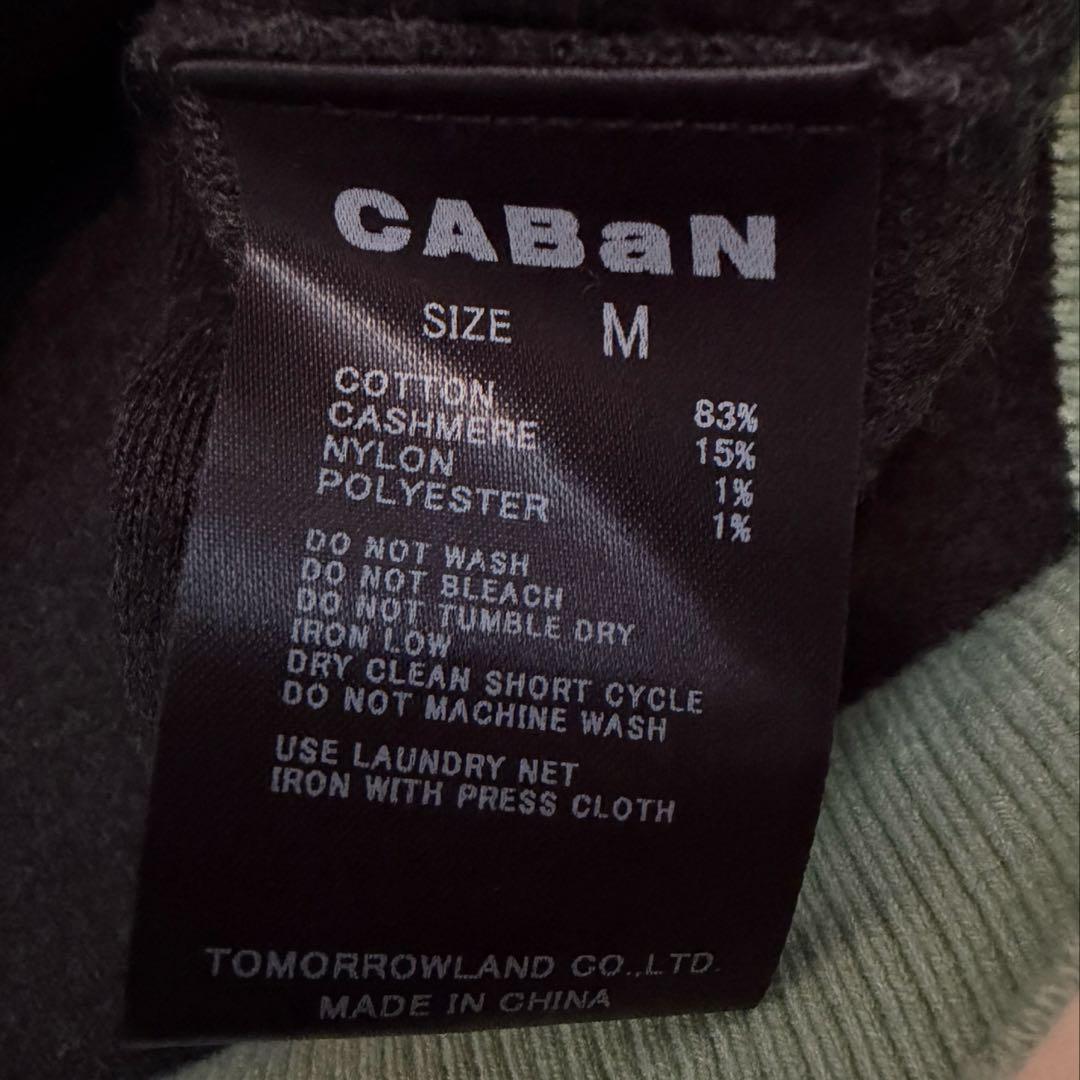 CABaN
SIZE M
COTTON 83%
CASHMERE 15%
NYLON 1%
POLYESTER 1%
DO NOT WASH
DO NOT BLEACH
DO NOT TUMBLE DRY
IRON LOW
DRY CLEAN SHORT CYCLE
DO NOT MACHINE WASH
USE LAUNDRY NET
IRON WITH PRESS CLOTH
TOMORROWLAND CO.,LTD.
MADE IN CHINA